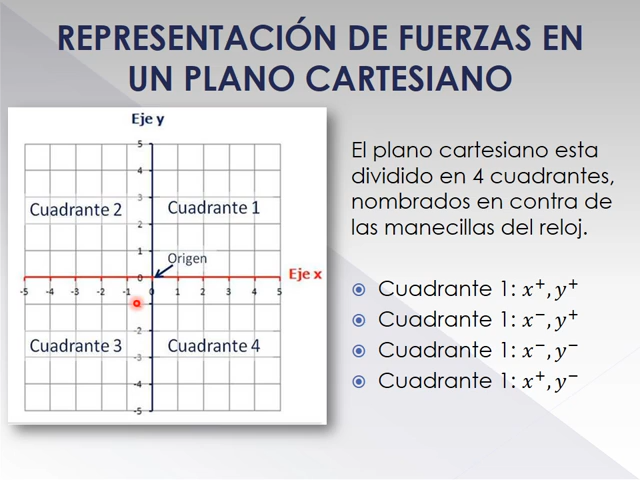 REPRESENTACIÓN DE FUERZAS EN
UN PLANO CARTESIANO
Eje y
5
4
3
Cuadrante 2 Cuadrante 1
2
1
Origen
0
Eje x
-5 -4 -3 -2 -1 0 1 2 3 4 5
-2
Cuadrante 3 Cuadrante 4
-3
-4
-5
El plano cartesiano esta
dividido en 4 cuadrantes,
nombrados en contra de
las manecillas del reloj.
Cuadrante 1: x⁺, y⁺
Cuadrante 1: x⁻, y⁺
Cuadrante 1: x⁻, y⁻
Cuadrante 1: x⁺, y⁻